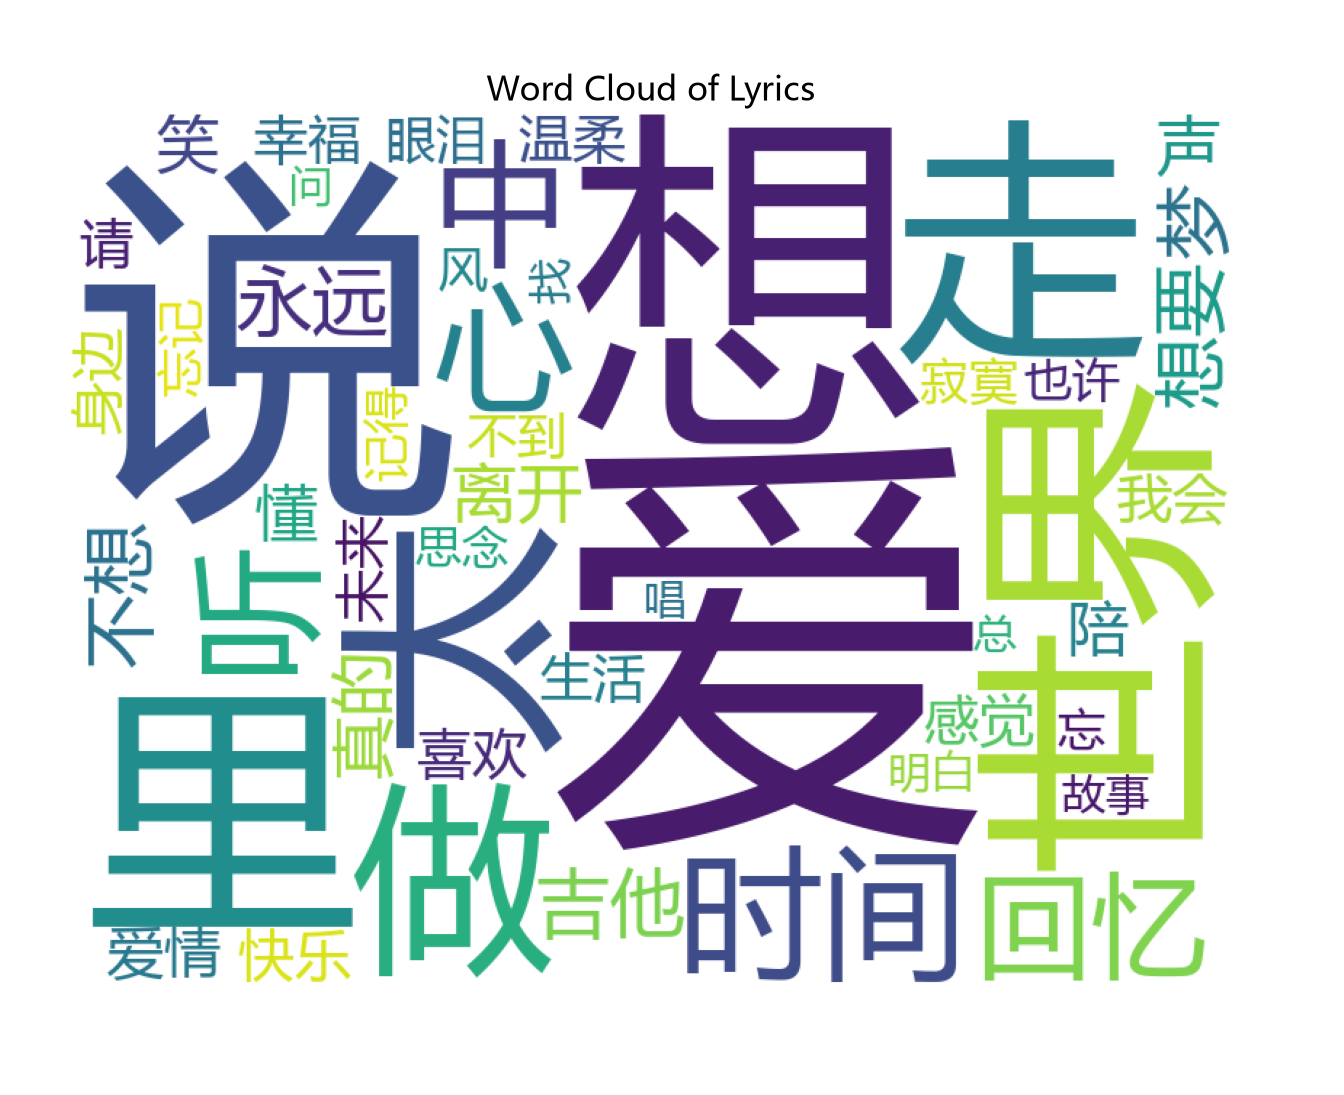 Word Cloud of Lyrics
笑
幸福
眼泪
温柔
想
走
声
说
问
中
请
永远
风
找
梦
身边
忘记
心
想要
记得
不到
寂寞
也许
离开
爱
界
我会
懂
不想
听
未来
太
思念
唱
总
陪
真的
生活
世
感觉
忘
里
喜欢
明白
故事
做
吉他
时间
回忆
爱情
快乐